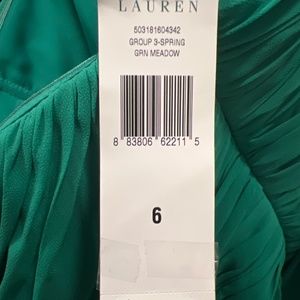 LAUREN
503181604342
GROUP 3-SPRING
GRN MEADOW
8 83806 62211 5
6